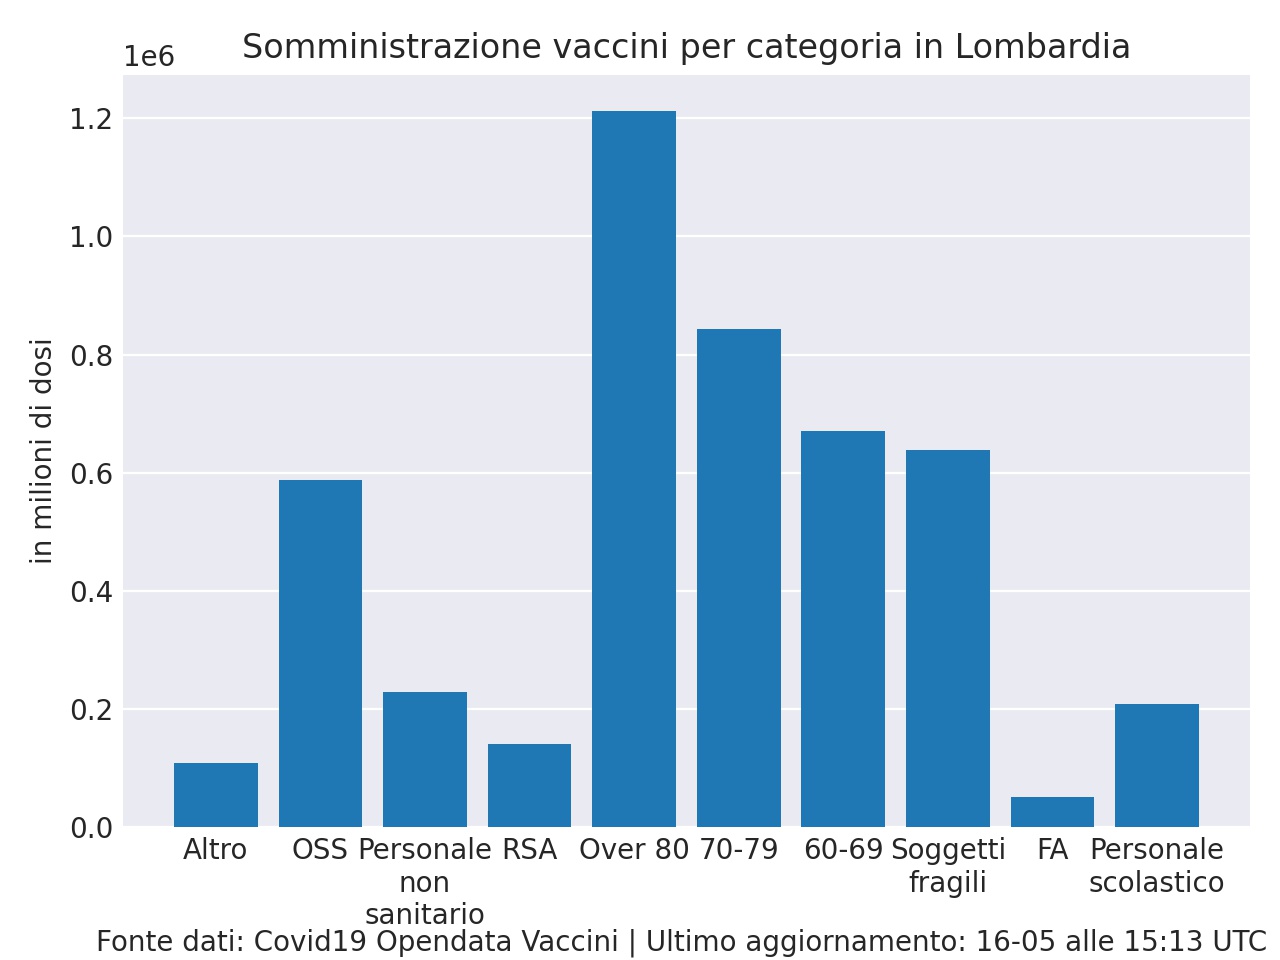 1e6
Somministrazione vaccini per categoria in Lombardia
1.2
1.0
0.8
0.6
0.4
0.2
0.0
in milioni di dosi
Altro
OSS
Personale
non
sanitario
RSA
Over 80
70-79
60-69
Soggetti
fragili
FA
Personale
scolastico
Fonte dati: Covid19 Opendata Vaccini | Ultimo aggiornamento: 16-05 alle 15:13 UTC